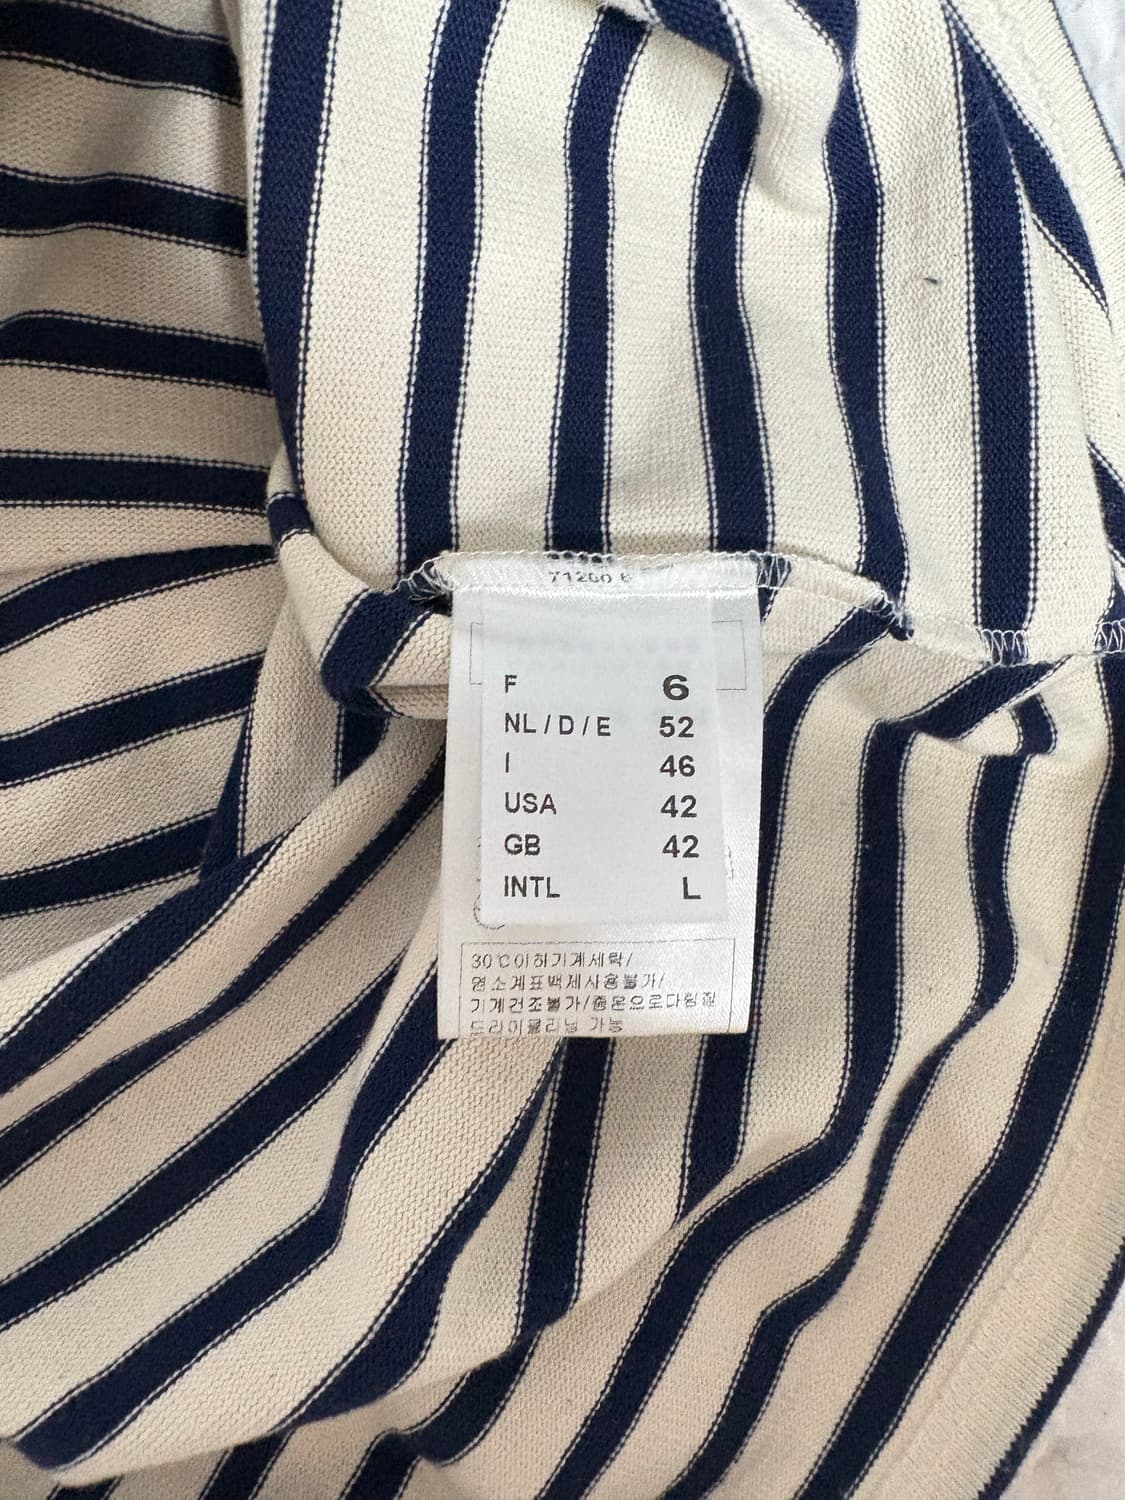 71200 6
F 6
NL/D/E 52
I 46
USA 42
GB 42
INTL L
30℃이하기계세탁/
염소계표백제사용불가/
기계건조불가/중온으로다림질
드라이클리닝 가능